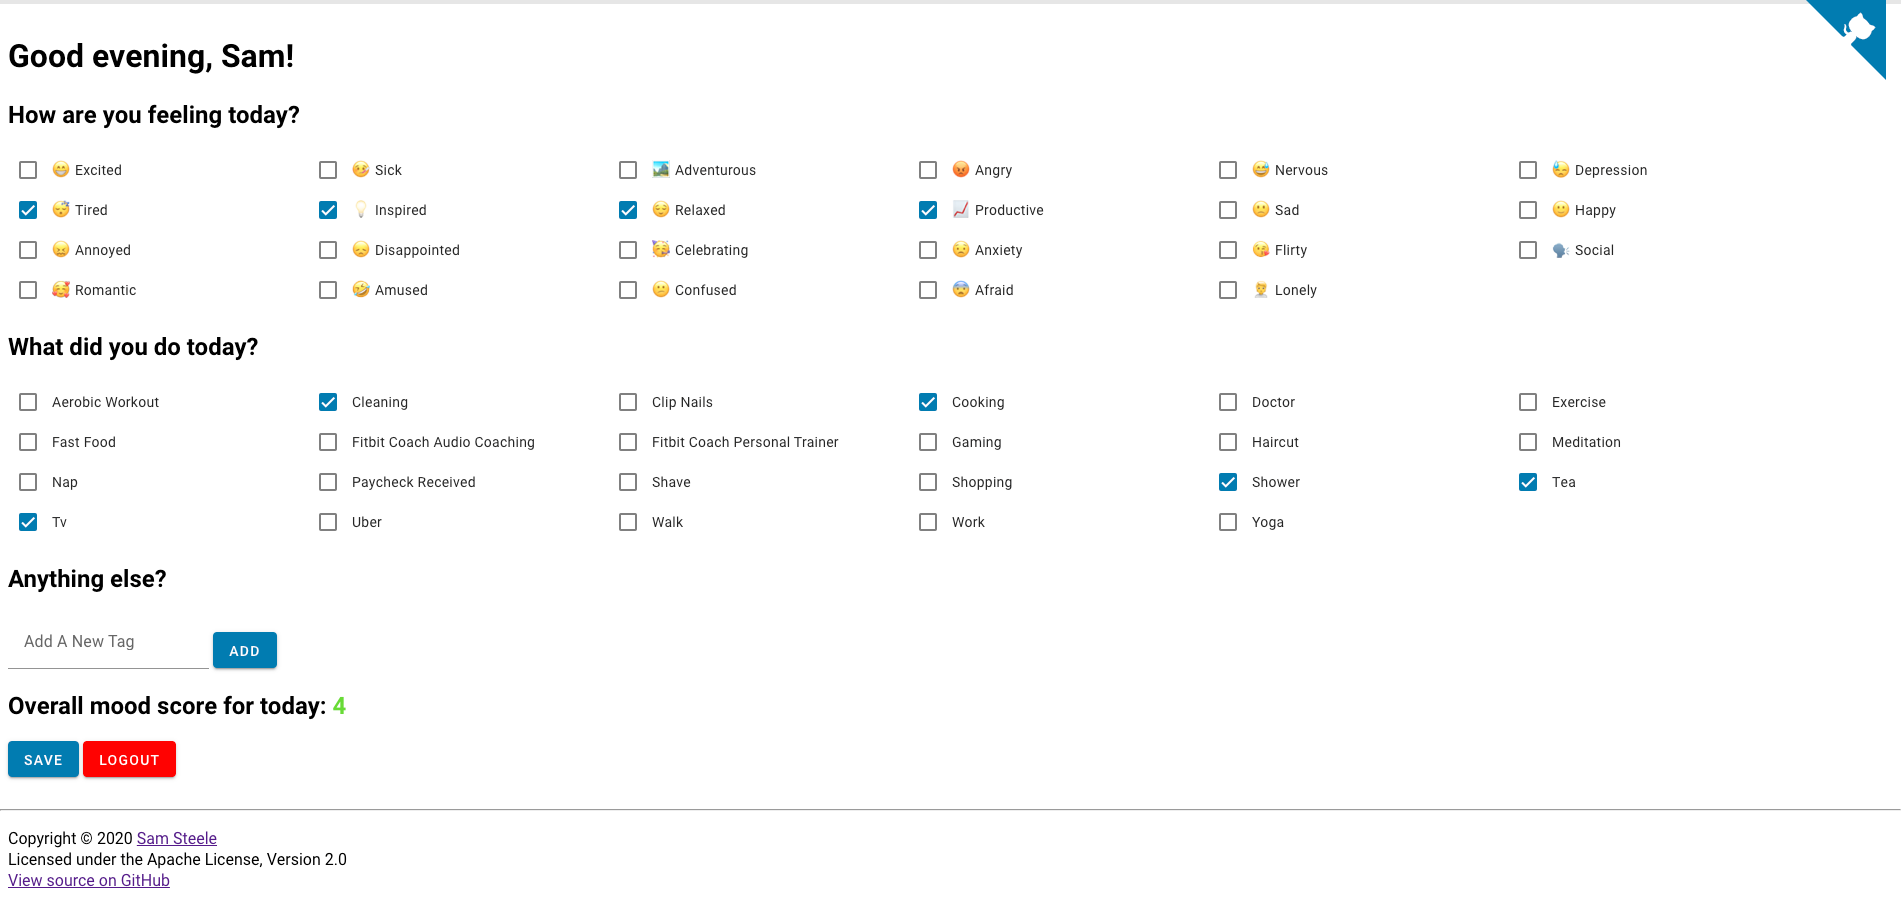 Good evening, Sam!
How are you feeling today?
Excited Sick Adventurous Angry Nervous Depression
Tired Inspired Relaxed Productive Sad Happy
Annoyed Disappointed Celebrating Anxiety Flirty Social
Romantic Amused Confused Afraid Lonely
What did you do today?
Aerobic Workout Cleaning Clip Nails Cooking Doctor Exercise
Fast Food Fitbit Coach Audio Coaching Fitbit Coach Personal Trainer Gaming Haircut Meditation
Nap Paycheck Received Shave Shopping Shower Tea
Tv Uber Walk Work Yoga
Anything else?
Add A New Tag ADD
Overall mood score for today: 4
SAVE LOGOUT
Copyright © 2020 Sam Steele
Licensed under the Apache License, Version 2.0
View source on GitHub